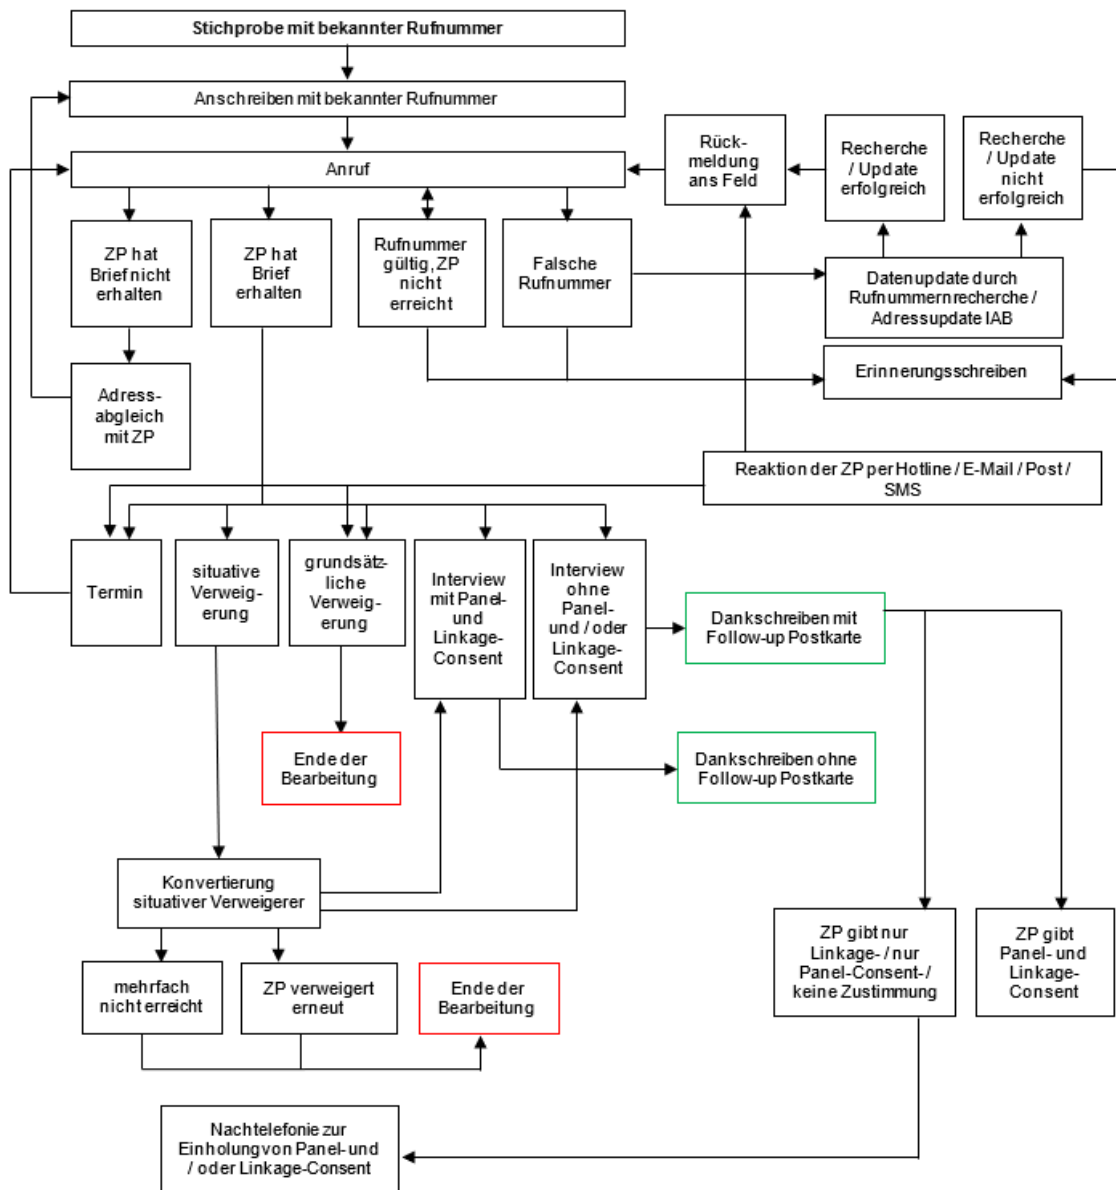 Stichprobe mit bekannter Rufnummer
Anschreiben mit bekannter Rufnummer
Anruf
Rück-
meldung
ans Feld
Recherche
/ Update
erfolgreich
Recherche
/ Update
nicht
erfolgreich
ZP hat
Brief nicht
erhalten
ZP hat
Brief
erhalten
Rufnummer
gültig, ZP
nicht
erreicht
Falsche
Rufnummer
Datenupdate durch
Rufnummernrecherche /
Adressupdate IAB
Adress-
abgleich
mit ZP
Erinnerungsschreiben
Reaktion der ZP per Hotline / E-Mail / Post /
SMS
Termin
situative
Verweig-
erung
grundsätz-
liche
Verweig-
erung
Interview
mit Panel-
und
Linkage-
Consent
Interview
ohne
Panel-
und / oder
Linkage-
Consent
Dankschreiben mit
Follow-up Postkarte
Ende der
Bearbeitung
Dankschreiben ohne
Follow-up Postkarte
Konvertierung
situativer Verweigerer
mehrfach
nicht erreicht
ZP verweigert
erneut
Ende der
Bearbeitung
ZP gibt nur
Linkage- / nur
Panel-Consent- /
keine Zustimmung
ZP gibt
Panel- und
Linkage-
Consent
Nachtelefonie zur
Einholung von Panel- und
/ oder Linkage-Consent